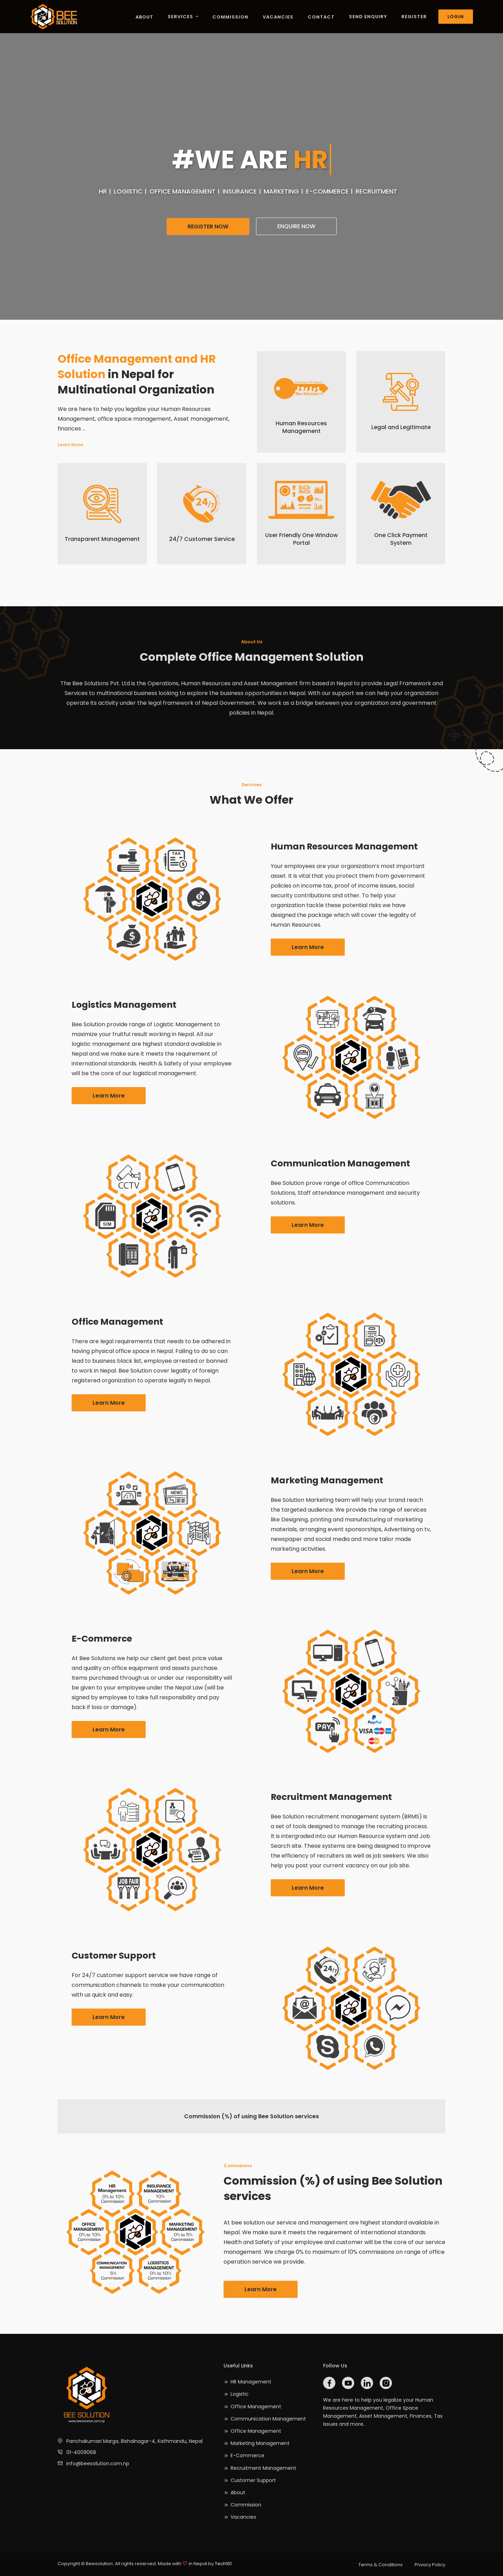 BEE
SOLUTION
ABOUT
SERVICES
COMMISSION
VACANCIES
CONTACT
SEND ENQUIRY
REGISTER
LOGIN
#WE ARE HR
HR | LOGISTIC | OFFICE MANAGEMENT | INSURANCE | MARKETING | E-COMMERCE | RECRUITMENT
REGISTER NOW
ENQUIRE NOW
Office Management and HR
Solution in Nepal for
Multinational Organization
We are here to help you legalize your Human Resources
Management, office space management, Asset management,
finances ...
Learn More
Human Resources
Management
Legal and Legitimate
Transparent Management
24/7
24/7 Customer Service
User Friendly One Window
Portal
One Click Payment
System
About Us
Complete Office Management Solution
The Bee Solutions Pvt. Ltd is the Operations, Human Resources and Asset Management firm based in Nepal to provide Legal Framework and
Services to multinational business looking to explore the business opportunities in Nepal. With our support we can help your organization
operate its activity under the legal framework of Nepal Government. We work as a bridge between your organization and government
policies in Nepal.
Services
What We Offer
TAX
Human Resources Management
Your employees are your organization's most important
asset. It is vital that you protect them from government
policies on income tax, proof of income issues, social
security contributions and other. To help your
organization tackle these potential risks we have
designed the package which will cover the legality of
Human Resources.
Learn More
Logistics Management
Bee Solution provide range of Logistic Management to
maximize your fruitful result working in Nepal. All our
logistic management are highest standard available in
Nepal and we make sure it meets the requirement of
international standards. Health & Safety of your employee
will be the core of our logistical management.
Learn More
CCTV
SIM
Communication Management
Bee Solution prove range of office Communication
Solutions, Staff attendance management and security
solutions.
Learn More
Office Management
There are legal requirements that needs to be adhered in
having physical office space in Nepal. Failing to do so can
lead to business black list, employee arrested or banned
to work in Nepal. Bee Solution cover legality of foreign
registered organization to operate legally in Nepal.
Learn More
NEWS
Marketing Management
Bee Solution Marketing team will help your brand reach
the targeted audience. We provide the range of services
like Designing, printing and manufacturing of marketing
materials, arranging event sponsorships, Advertising on tv,
newspaper and social media and more tailor made
marketing activities.
Learn More
E-Commerce
At Bee Solutions we help our client get best price value
and quality on office equipment and assets purchase.
Items purchased through us or under our responsibility will
be given to your employee under the Nepal Law (will be
signed by employee to take full responsibility and pay
back if loss or damage).
Learn More
PAY
PayPal
VISA
Recruitment Management
Bee Solution recruitment management system (BRMS) is
a set of tools designed to manage the recruiting process.
It is intergraded into our Human Resource system and Job
Search site. These systems are being designed to improve
the efficiency of recruiters as well as job seekers. We also
help you post your current vacancy on our job site.
Learn More
JOB FAIR
Customer Support
For 24/7 customer support service we have range of
communication channels to make your communication
with us quick and easy.
Learn More
24/7
Commission (%) of using Bee Solution services
HR
Management
0% to 10%
Commission
INSURANCE
MANAGEMENT
10%
Commission
OFFICE
MANAGEMENT
0% to 10%
Commission
MARKETING
MANAGEMENT
0% to 5%
Commission
COMMUNICATION
MANAGEMENT
5%
Commission
LOGISTICS
MANAGEMENT
0% to 10%
Commission
Comissions
Commission (%) of using Bee Solution
services
At bee solution our service and management are highest standard available in
Nepal. We make sure it meets the requirement of international standards.
Health and Safety of your employee and customer will be the core of our service
management. We charge 0% to maximum of 10% commissions on range of office
operation service we provide.
Learn More
BEE SOLUTION
www.beesolution.com.np
Panchakumari Marga, Bishalnagar-4, Kathmandu, Nepal
01-4009068
info@beesolution.com.np
Useful Links
HR Management
Logistic
Office Management
Communication Management
Office Management
Marketing Management
E-Commerce
Recruitment Management
Customer Support
About
Commission
Vacancies
Follow Us
We are here to help you legalize your Human
Resources Management, Office Space
Management, Asset Management, Finances, Tax
Issues and more..
Copyright © Beesolution. All rights reserved. Made with ♡ in Nepal by Tech101
Terms & Conditions
Privacy Policy